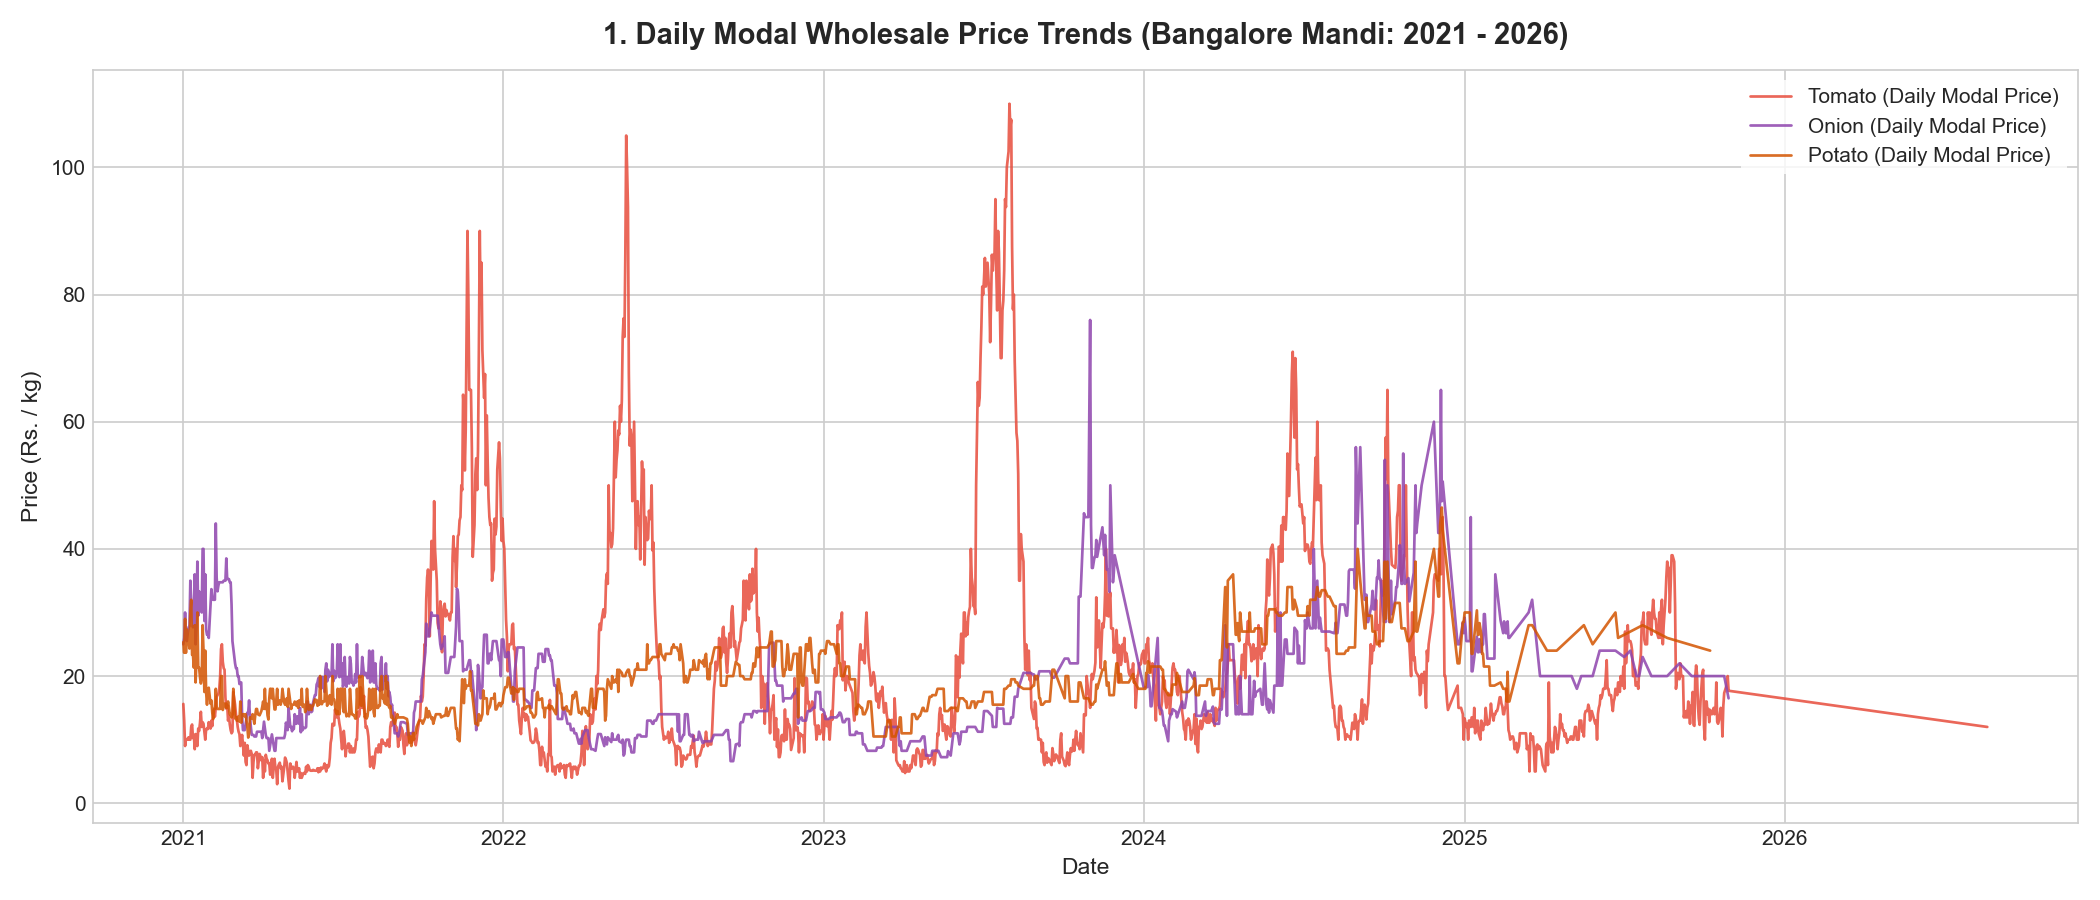 1. Daily Modal Wholesale Price Trends (Bangalore Mandi: 2021 - 2026)
Tomato (Daily Modal Price)
Onion (Daily Modal Price)
Potato (Daily Modal Price)
Price (Rs. / kg)
100
80
60
40
20
0
2021 2022 2023 2024 2025 2026
Date